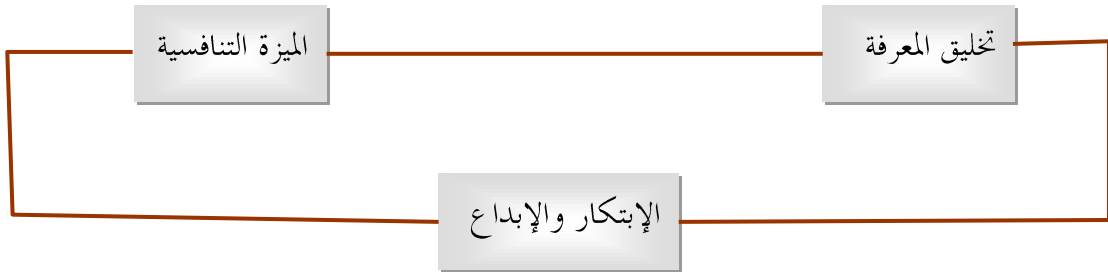 تخليق المعرفة
الميزة التنافسية
الإبتكار والإبداع